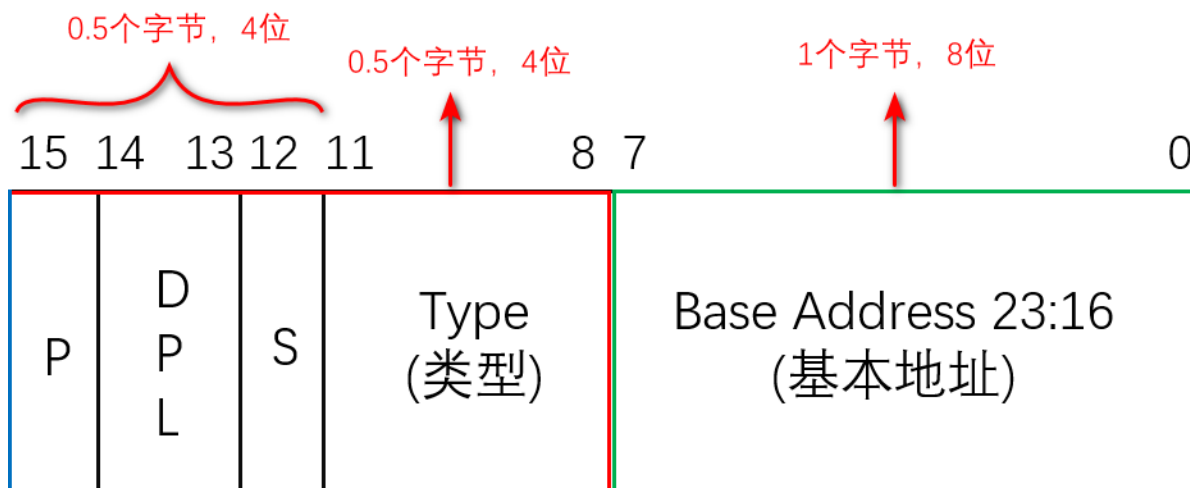 0.5个字节，4位
0.5个字节，4位
1个字节，8位
15 14 13 12 11 8 7 0
P
D
P
L
S
Type
(类型)
Base Address 23:16
(基本地址)